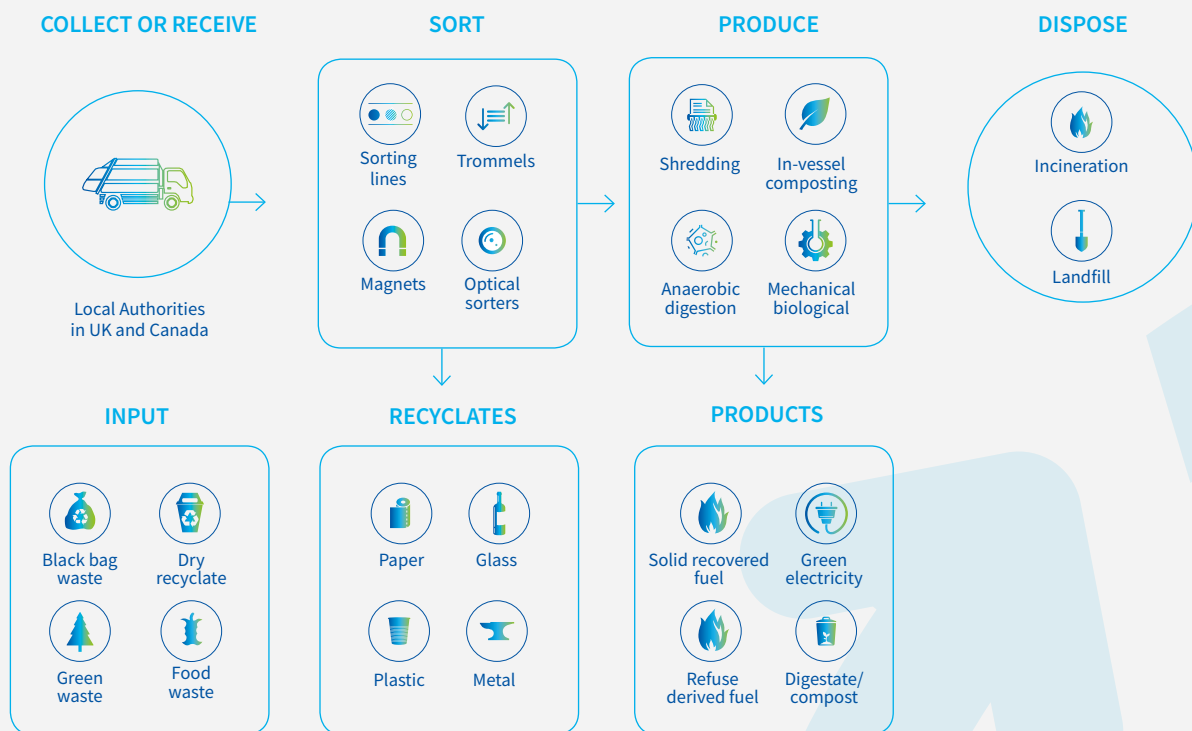 COLLECT OR RECEIVE
SORT
PRODUCE
DISPOSE
Local Authorities
in UK and Canada
Sorting
lines
Trommels
Magnets
Optical
sorters
Shredding
In-vessel
composting
Anaerobic
digestion
Mechanical
biological
Incineration
Landfill
INPUT
RECYCLATES
PRODUCTS
Black bag
waste
Dry
recyclate
Green
waste
Food
waste
Paper
Glass
Plastic
Metal
Solid recovered
fuel
Green
electricity
Refuse
derived fuel
Digestate/
compost